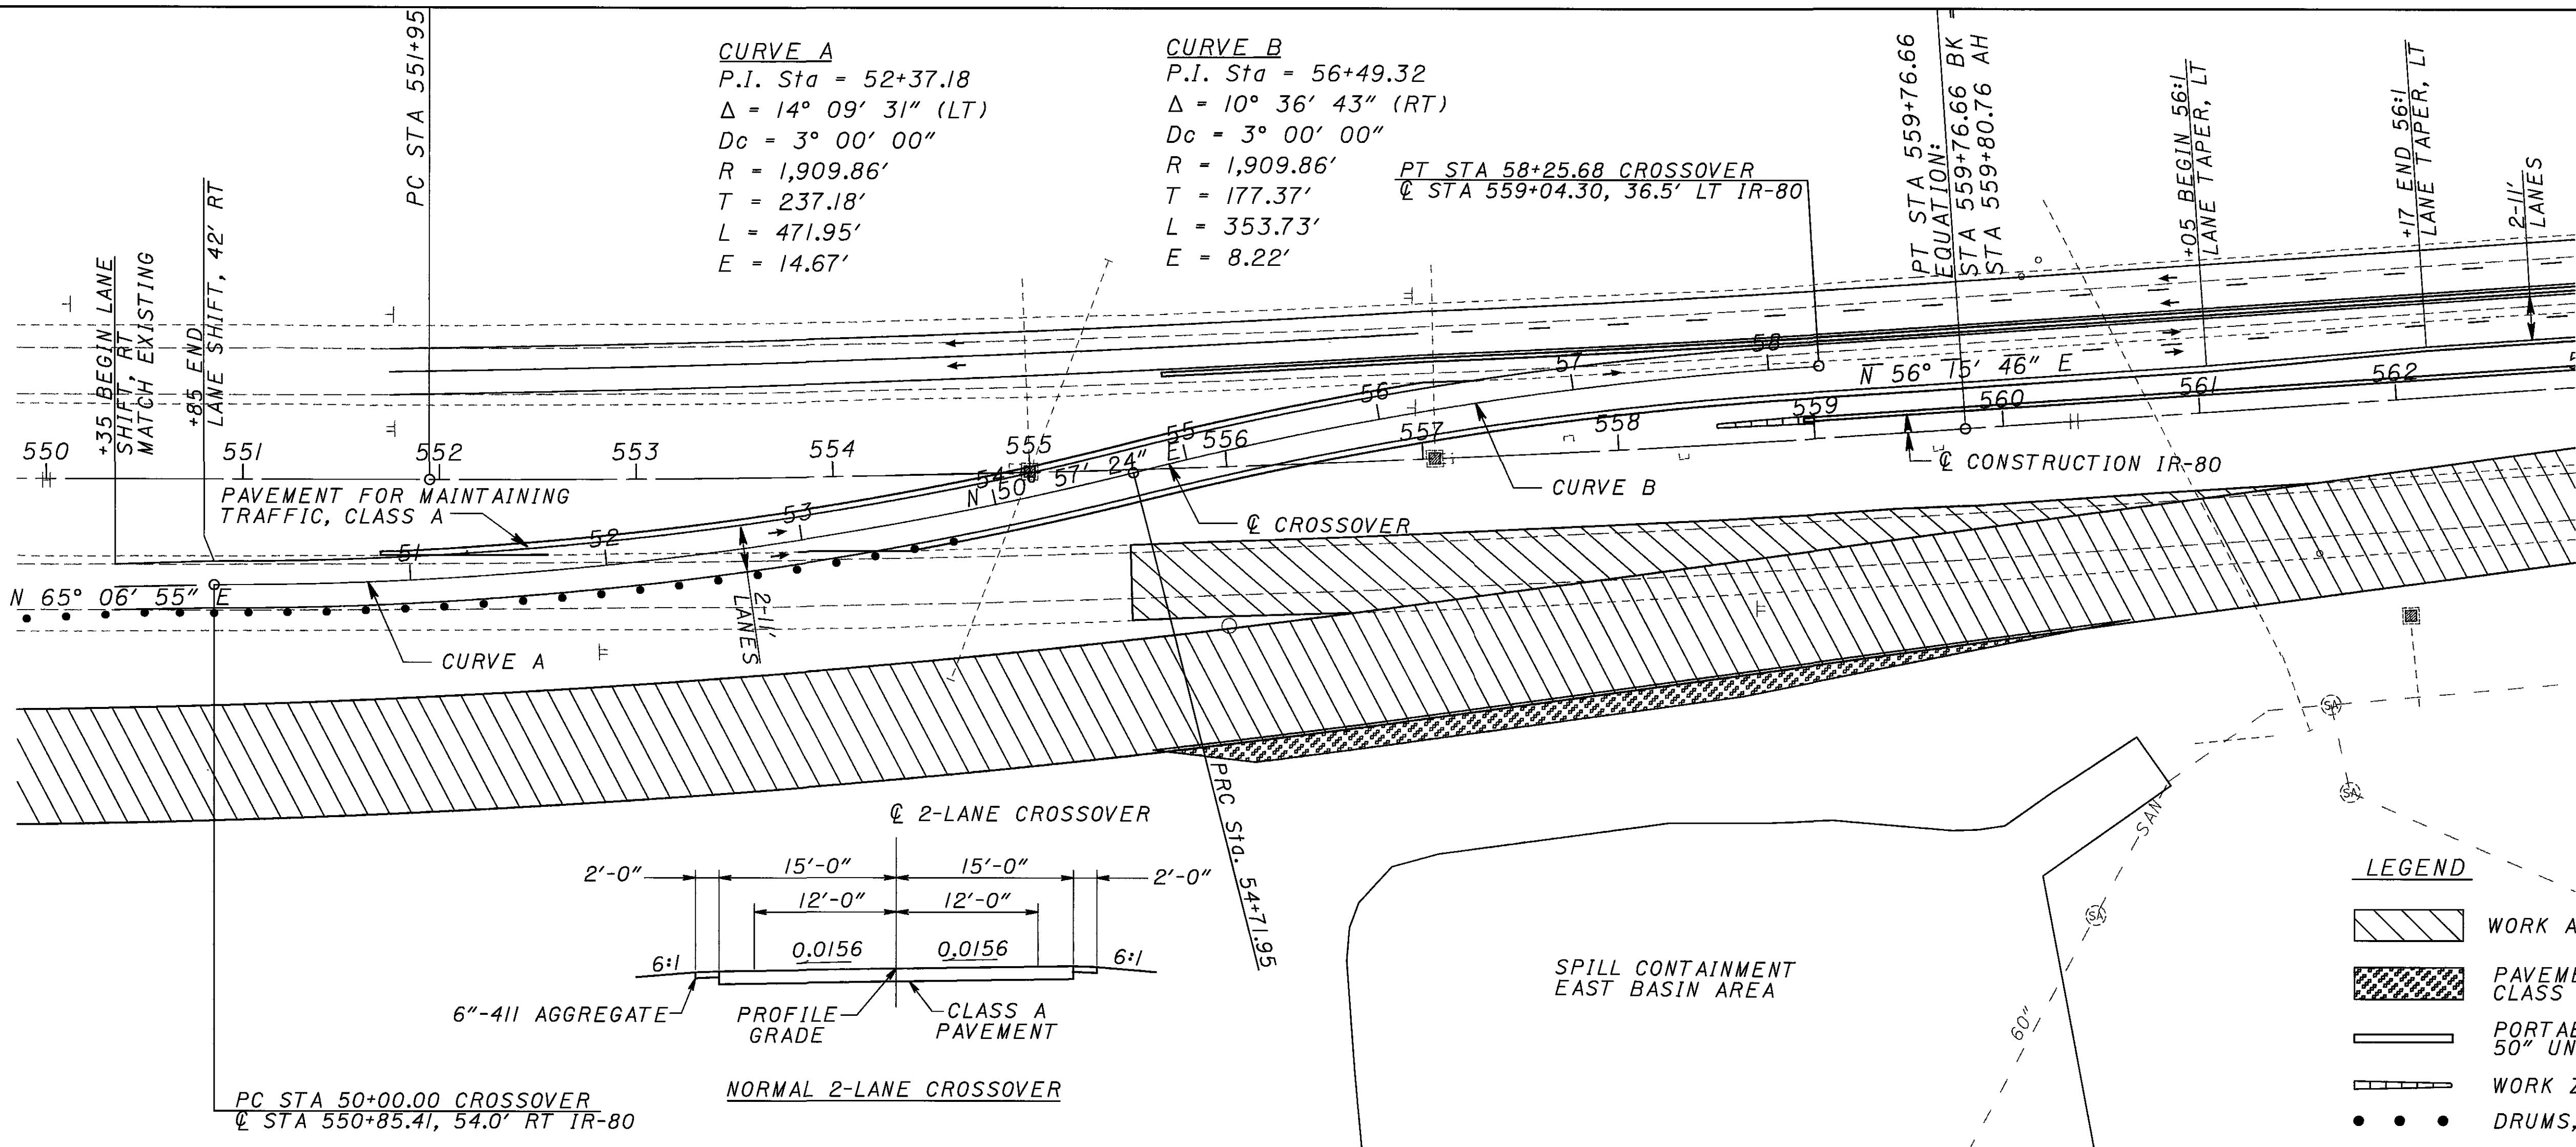 PC STA 551+95
CURVE A
P.I. Sta = 52+37.18
Δ = 14° 09′ 31″ (LT)
Dc = 3° 00′ 00″
R = 1,909.86′
T = 237.18′
L = 471.95′
E = 14.67′
CURVE B
P.I. Sta = 56+49.32
Δ = 10° 36′ 43″ (RT)
Dc = 3° 00′ 00″
R = 1,909.86′
T = 177.37′
L = 353.73′
E = 8.22′
PT STA 58+25.68 CROSSOVER
℄ STA 559+04.30, 36.5′ LT IR-80
PT STA 559+76.66
EQUATION:
STA 559+76.66 BK =
STA 559+80.76 AH
+05 BEGIN 56:1
LANE TAPER, LT
+17 END 56:1
LANE TAPER, LT
2-11′
LANES
+35 BEGIN LANE
SHIFT, RT
MATCH EXISTING
+85 END
LANE SHIFT, 42′ RT
550
551
552
553
554
555
556
557
558
559
560
561
562
51
52
53
54
55
56
57
58
N 56° 15′ 46″ E
N 50° 57′ 24″ E
N 65° 06′ 55″ E
PAVEMENT FOR MAINTAINING
TRAFFIC, CLASS A
℄ CONSTRUCTION IR-80
CURVE B
℄ CROSSOVER
CURVE A
2-11′
LANES
PRC Sta. 54+71.95
℄ 2-LANE CROSSOVER
2′-0″
15′-0″
15′-0″
2′-0″
12′-0″
12′-0″
0.0156
0.0156
6:1
6:1
6″-411 AGGREGATE
PROFILE
GRADE
CLASS A
PAVEMENT
NORMAL 2-LANE CROSSOVER
PC STA 50+00.00 CROSSOVER
℄ STA 550+85.41, 54.0′ RT IR-80
SPILL CONTAINMENT
EAST BASIN AREA
SA
SA
SAN
SA
60″
LEGEND
WORK A
PAVEME
CLASS
PORTAB
50″ UN
WORK Z
DRUMS,